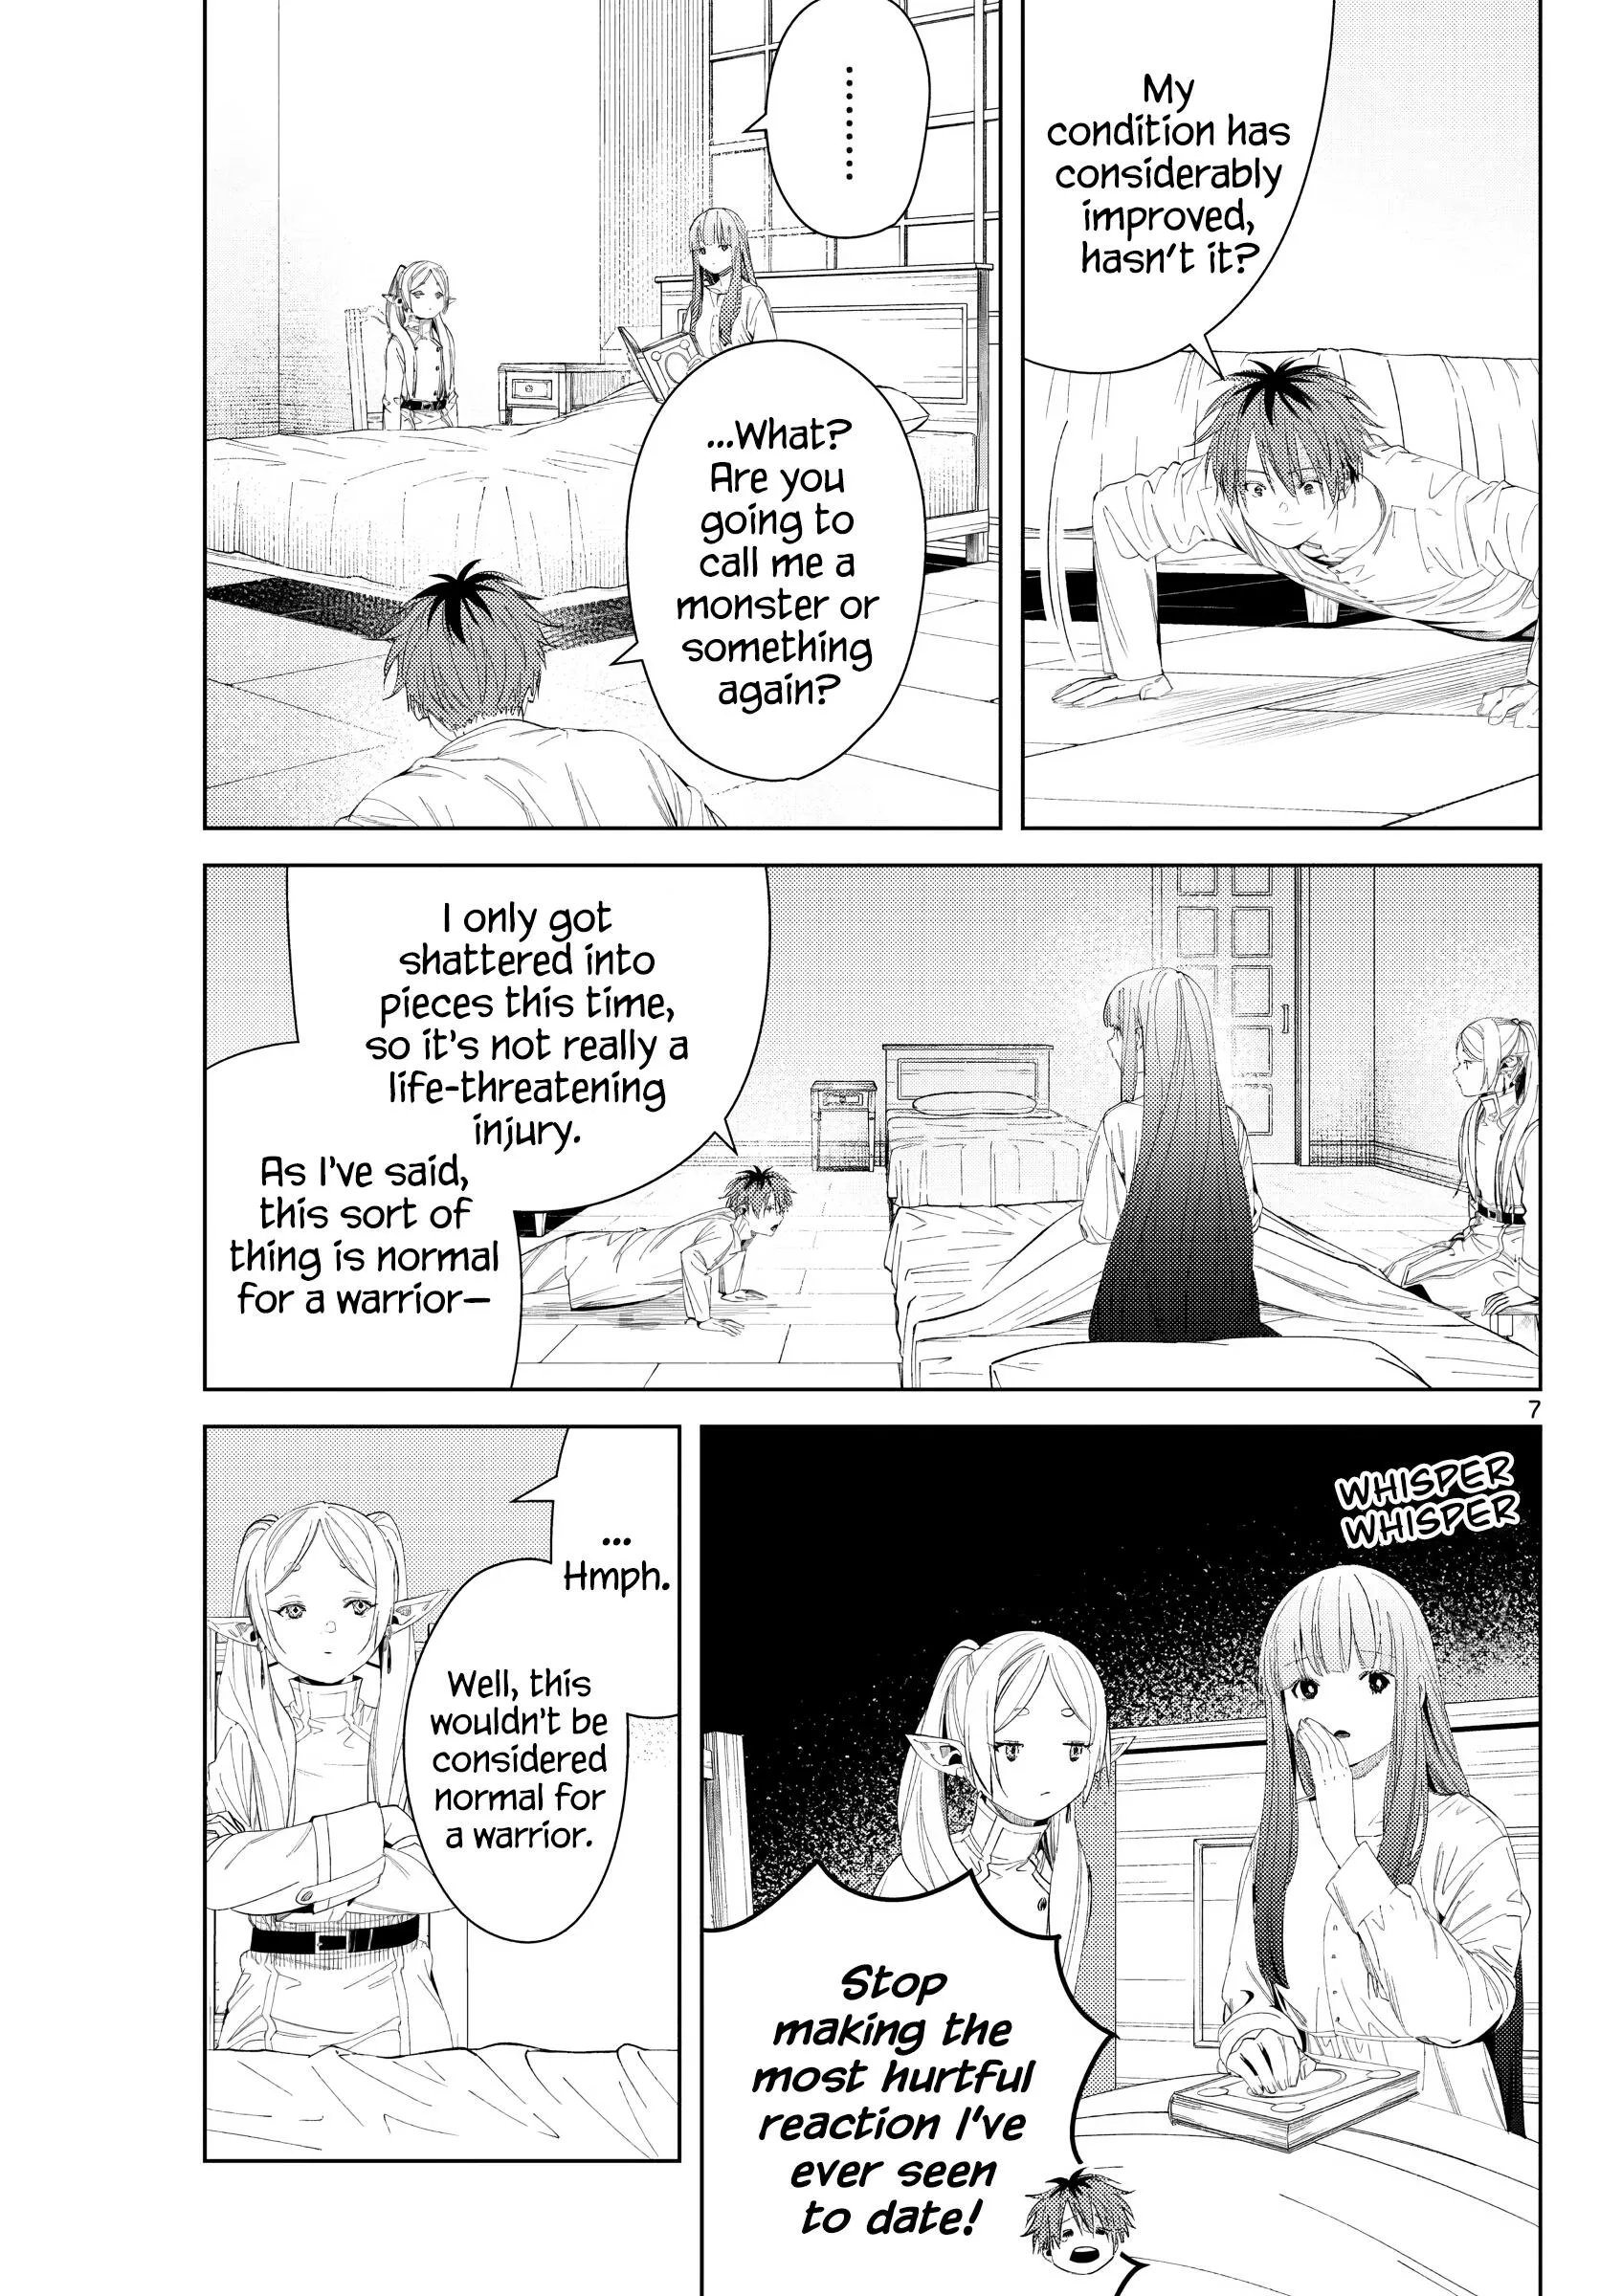 My
condition has
considerably
improved,
hasn't it?
.........
...What?
Are you
going to
call me a
monster or
something
again?
I only got
shattered into
pieces this time,
so it's not really a
life-threatening
injury.
As I've said,
this sort of
thing is normal
for a warrior—
7
WHISPER
WHISPER
Stop
making the
most hurtful
reaction I've
ever seen
to date!
...
Hmph.
Well, this
wouldn't be
considered
normal for
a warrior.